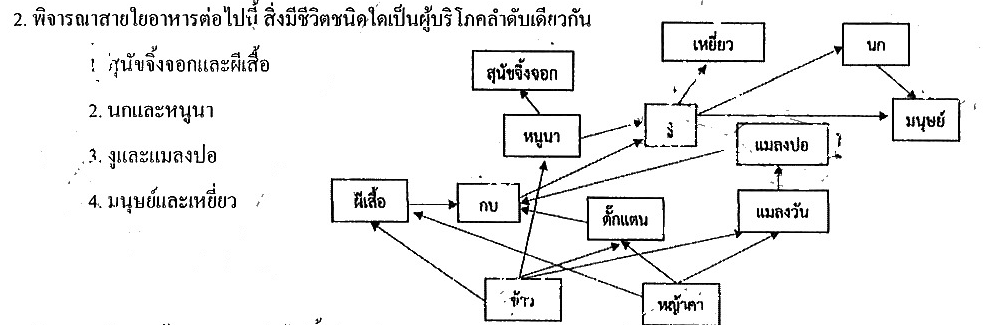 2. พิจารณาสายใยอาหารต่อไปนี้ สิ่งมีชีวิตชนิดใดเป็นผู้บริโภคลำดับเดียวกัน
1 สุนัขจิ้งจอกและผีเสื้อ
2. นกและหนูนา
3. งูและแมลงปอ
4. มนุษย์และเหยี่ยว
เหยี่ยว
นก
สุนัขจิ้งจอก
งู
มนุษย์
หนูนา
แมลงปอ
ผีเสื้อ
กบ
ตั๊กแตน
แมลงวัน
ข้าว
หญ้าคา